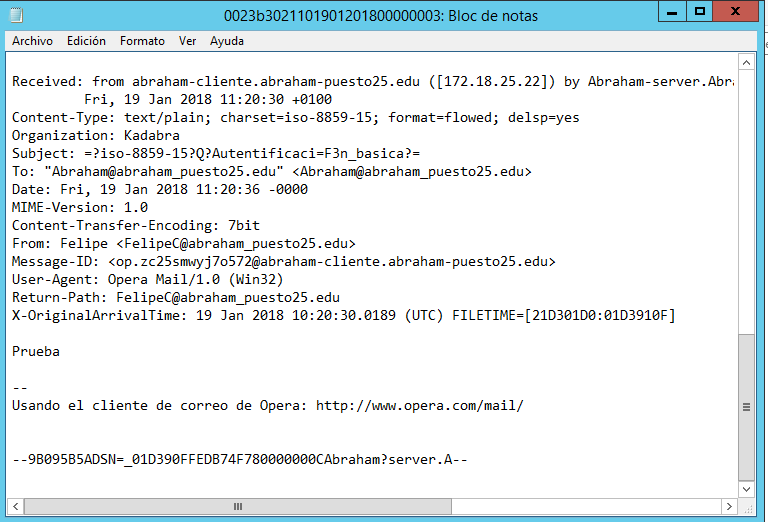 0023b3021101901201800000003: Bloc de notas
Archivo Edición Formato Ver Ayuda
Received: from abraham-cliente.abraham-puesto25.edu ([172.18.25.22]) by Abraham-server.Abra
Fri, 19 Jan 2018 11:20:30 +0100
Content-Type: text/plain; charset=iso-8859-15; format=flowed; delsp=yes
Organization: Kadabra
Subject: =?iso-8859-15?Q?Autentificaci=F3n_basica?=
To: "Abraham@abraham_puesto25.edu" <Abraham@abraham_puesto25.edu>
Date: Fri, 19 Jan 2018 11:20:36 -0000
MIME-Version: 1.0
Content-Transfer-Encoding: 7bit
From: Felipe <FelipeC@abraham_puesto25.edu>
Message-ID: <op.zc25smwyj7o572@abraham-cliente.abraham-puesto25.edu>
User-Agent: Opera Mail/1.0 (Win32)
Return-Path: FelipeC@abraham_puesto25.edu
X-OriginalArrivalTime: 19 Jan 2018 10:20:30.0189 (UTC) FILETIME=[21D301D0:01D3910F]
Prueba
--
Usando el cliente de correo de Opera: http://www.opera.com/mail/
--9B095B5ADSN=_01D390FFEDB74F780000000CAbraham?server.A--